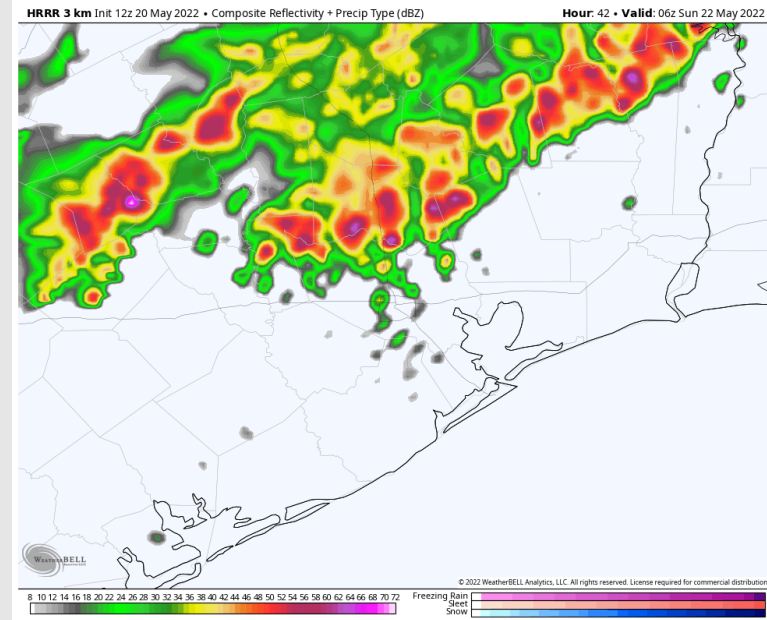 HRRR 3 km Init 12z 20 May 2022 • Composite Reflectivity + Precip Type (dBZ)
Hour: 42 • Valid: 06z Sun 22 May 2022
WEATHERBELL
© 2022 WeatherBELL Analytics, LLC. All rights reserved. License required for commercial distribution
8 10 12 14 16 18 20 22 24 26 28 30 32 34 36 38 40 42 44 46 48 50 52 54 56 58 60 62 64 66 68 70 72
Freezing Rain
Sleet
Snow